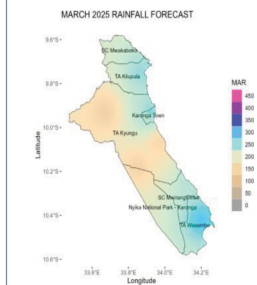 MARCH 2025 RAINFALL FORECAST
9.6°S
9.8°S
10.0°S
10.2°S
10.4°S
10.6°S
Latitude
SC Mwakaboko
TA Kilupula
Karonga Town
TA Kyungu
SC Mwirang'ombe
Nyika National Park - Karonga
TA Wasambo
33.6°E
33.8°E
34.0°E
34.2°E
Longitude
MAR
450
400
350
300
250
200
150
100
50
0